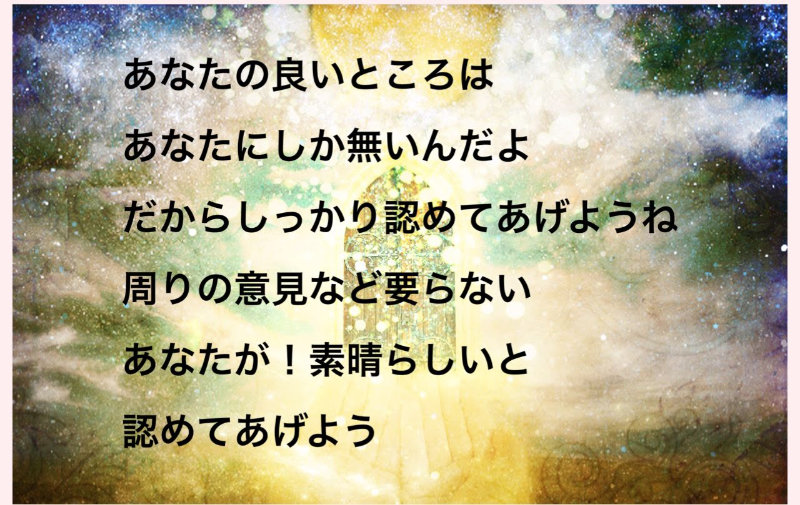 あなたの良いところは
あなたにしか無いんだよ
だからしっかり認めてあげようね
周りの意見など要らない
あなたが！素晴らしいと
認めてあげよう